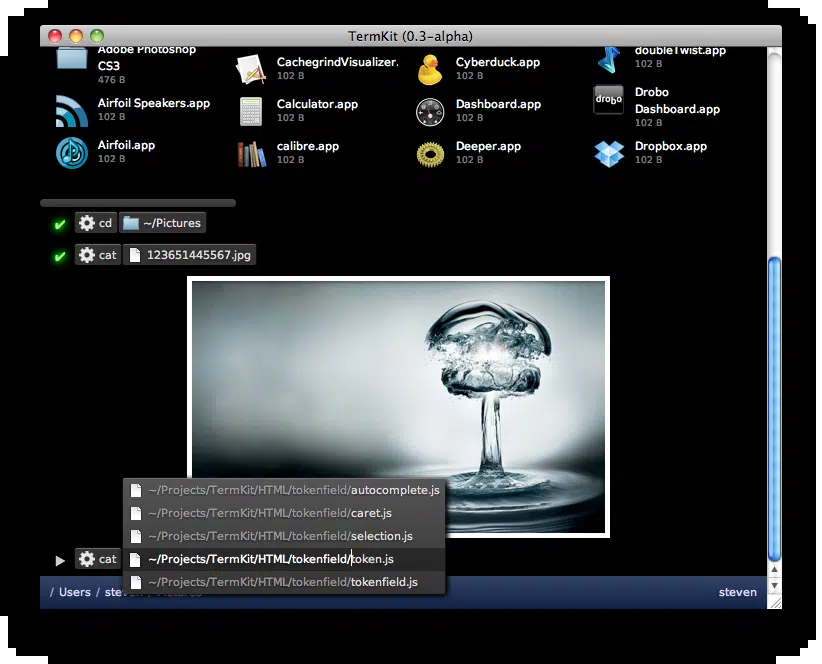 TermKit (0.3-alpha)
Adobe Photoshop
CS3
476 B
CachegrindVisualizer.
102 B
Cyberduck.app
102 B
doubleTwist.app
102 B
Airfoil Speakers.app
102 B
Calculator.app
102 B
Dashboard.app
102 B
drobo
Drobo
Dashboard.app
102 B
Airfoil.app
102 B
calibre.app
102 B
Deeper.app
102 B
Dropbox.app
102 B
cd ~/Pictures
cat 123651445567.jpg
~/Projects/TermKit/HTML/tokenfield/autocomplete.js
~/Projects/TermKit/HTML/tokenfield/caret.js
~/Projects/TermKit/HTML/tokenfield/selection.js
cat ~/Projects/TermKit/HTML/tokenfield/token.js
~/Projects/TermKit/HTML/tokenfield/tokenfield.js
/ Users / steven / Pictures steven